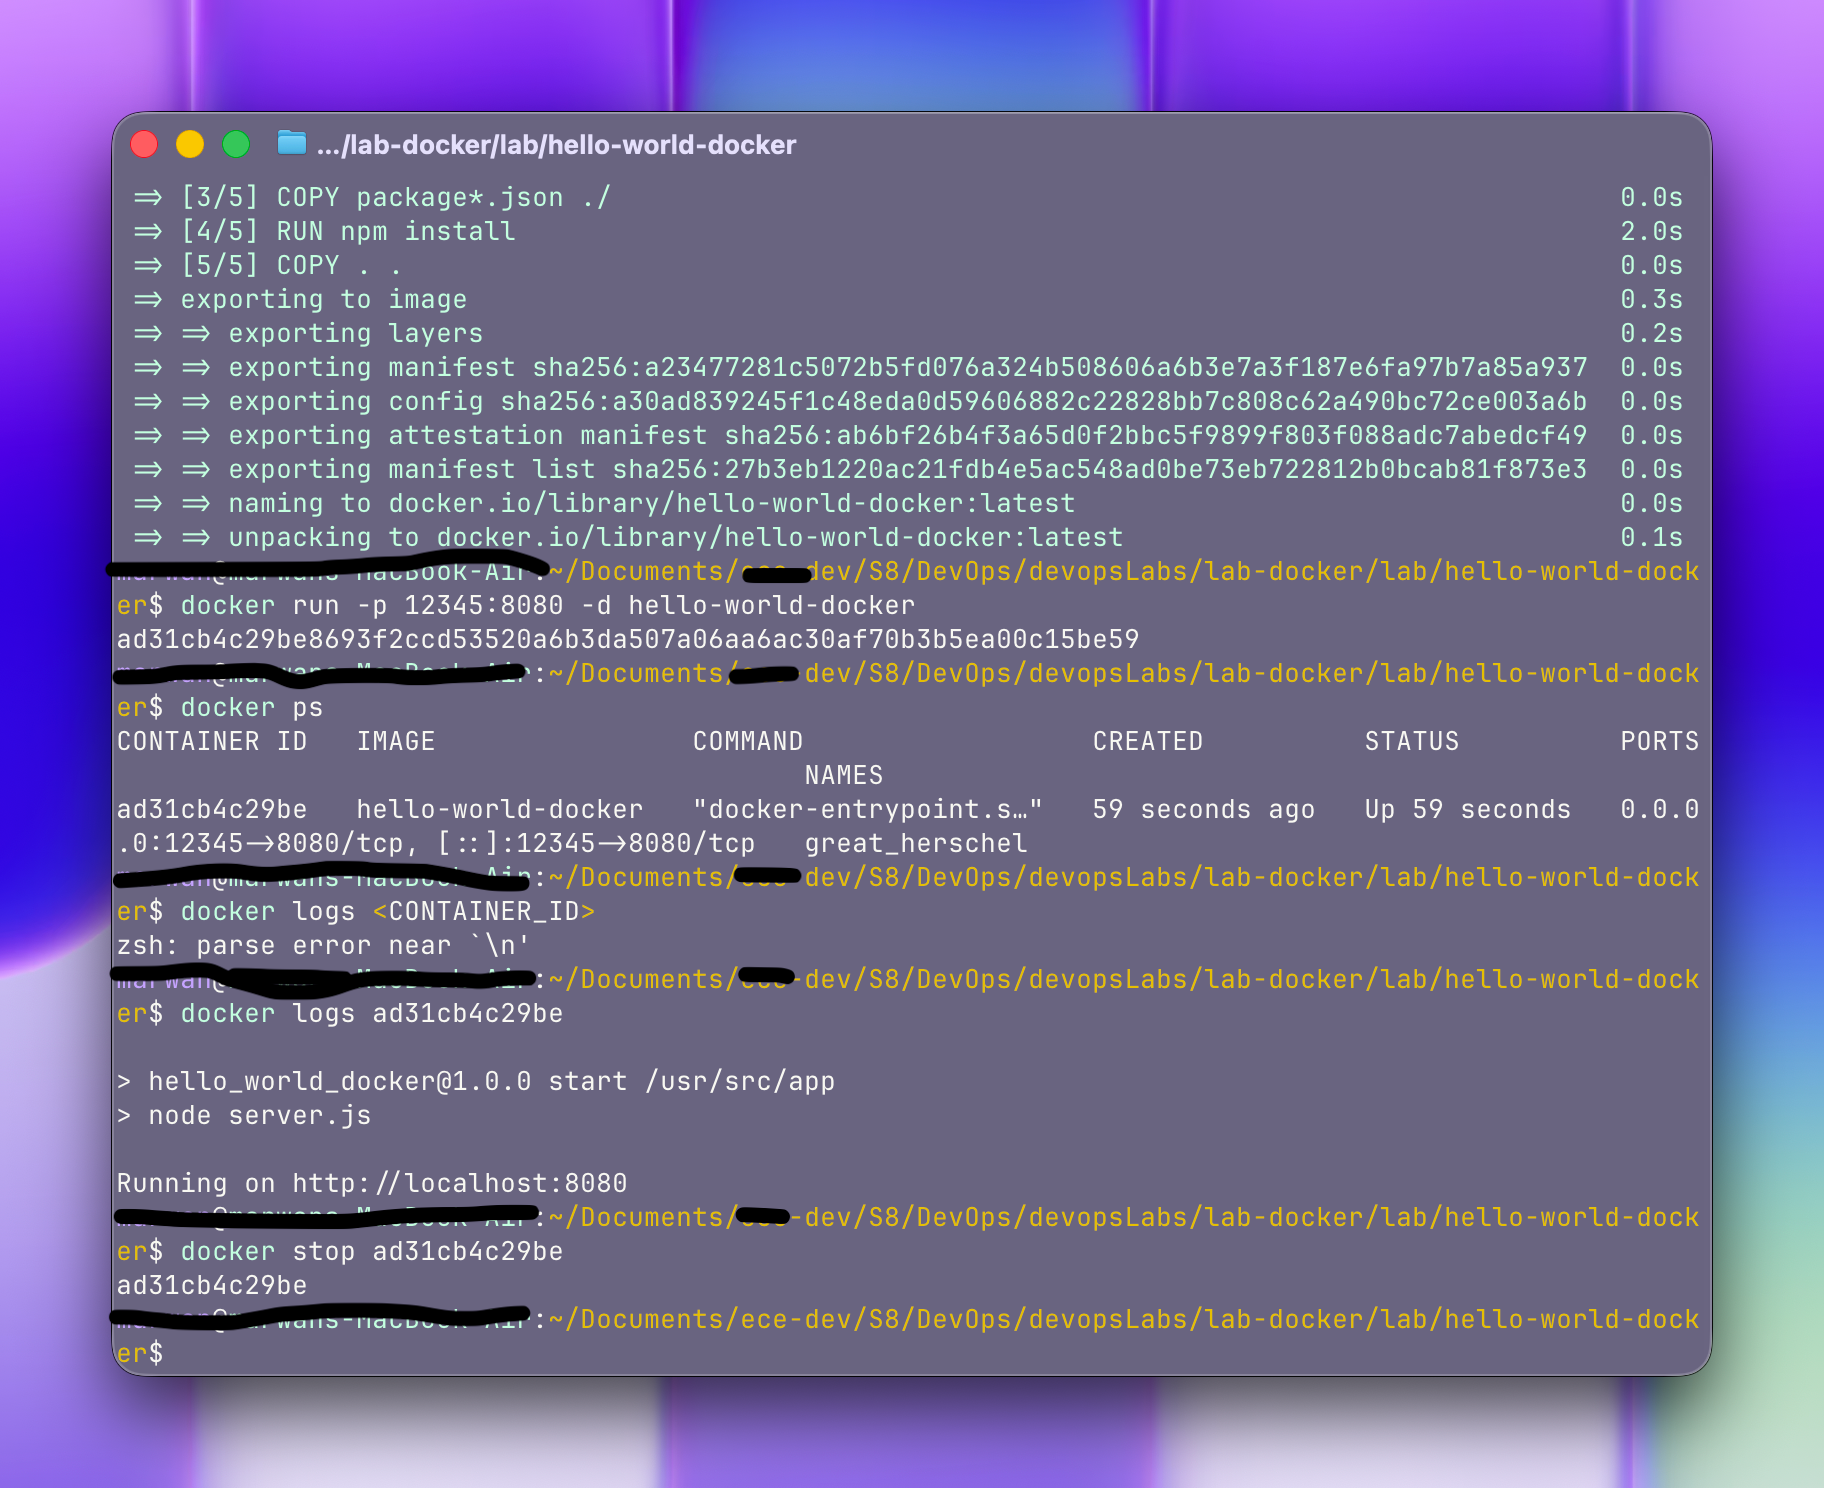 .../lab-docker/lab/hello-world-docker
=> [3/5] COPY package*.json ./ 0.0s
=> [4/5] RUN npm install 2.0s
=> [5/5] COPY . . 0.0s
=> exporting to image 0.3s
=> => exporting layers 0.2s
=> => exporting manifest sha256:a23477281c5072b5fd076a324b508606a6b3e7a3f187e6fa97b7a85a937 0.0s
=> => exporting config sha256:a30ad839245f1c48eda0d59606882c22828bb7c808c62a490bc72ce003a6b 0.0s
=> => exporting attestation manifest sha256:ab6bf26b4f3a65d0f2bbc5f9899f803f088adc7abedcf49 0.0s
=> => exporting manifest list sha256:27b3eb1220ac21fdb4e5ac548ad0be73eb722812b0bcab81f873e3 0.0s
=> => naming to docker.io/library/hello-world-docker:latest 0.0s
=> => unpacking to docker.io/library/hello-world-docker:latest 0.1s
~/Documents/ dev/S8/DevOps/devopsLabs/lab-docker/lab/hello-world-dock
er$ docker run -p 12345:8080 -d hello-world-docker
ad31cb4c29be8693f2ccd53520a6b3da507a06aa6ac30af70b3b5ea00c15be59
:~/Documents/ dev/S8/DevOps/devopsLabs/lab-docker/lab/hello-world-dock
er$ docker ps
CONTAINER ID IMAGE COMMAND CREATED STATUS PORTS
NAMES
ad31cb4c29be hello-world-docker "docker-entrypoint.s…" 59 seconds ago Up 59 seconds 0.0.0
.0:12345->8080/tcp, [::]:12345->8080/tcp great_herschel
:~/Documents/ -dev/S8/DevOps/devopsLabs/lab-docker/lab/hello-world-dock
er$ docker logs <CONTAINER_ID>
zsh: parse error near `\n'
:~/Documents/ -dev/S8/DevOps/devopsLabs/lab-docker/lab/hello-world-dock
er$ docker logs ad31cb4c29be
> hello_world_docker@1.0.0 start /usr/src/app
> node server.js
Running on http://localhost:8080
:~/Documents/ -dev/S8/DevOps/devopsLabs/lab-docker/lab/hello-world-dock
er$ docker stop ad31cb4c29be
ad31cb4c29be
:~/Documents/ece-dev/S8/DevOps/devopsLabs/lab-docker/lab/hello-world-dock
er$